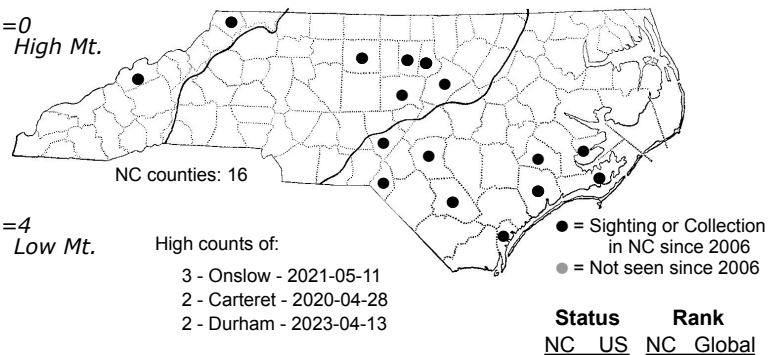 =0
High Mt.
NC counties: 16
=4
Low Mt.
High counts of:
3 - Onslow - 2021-05-11
2 - Carteret - 2020-04-28
2 - Durham - 2023-04-13
= Sighting or Collection
in NC since 2006
= Not seen since 2006
Status Rank
NC US NC Global